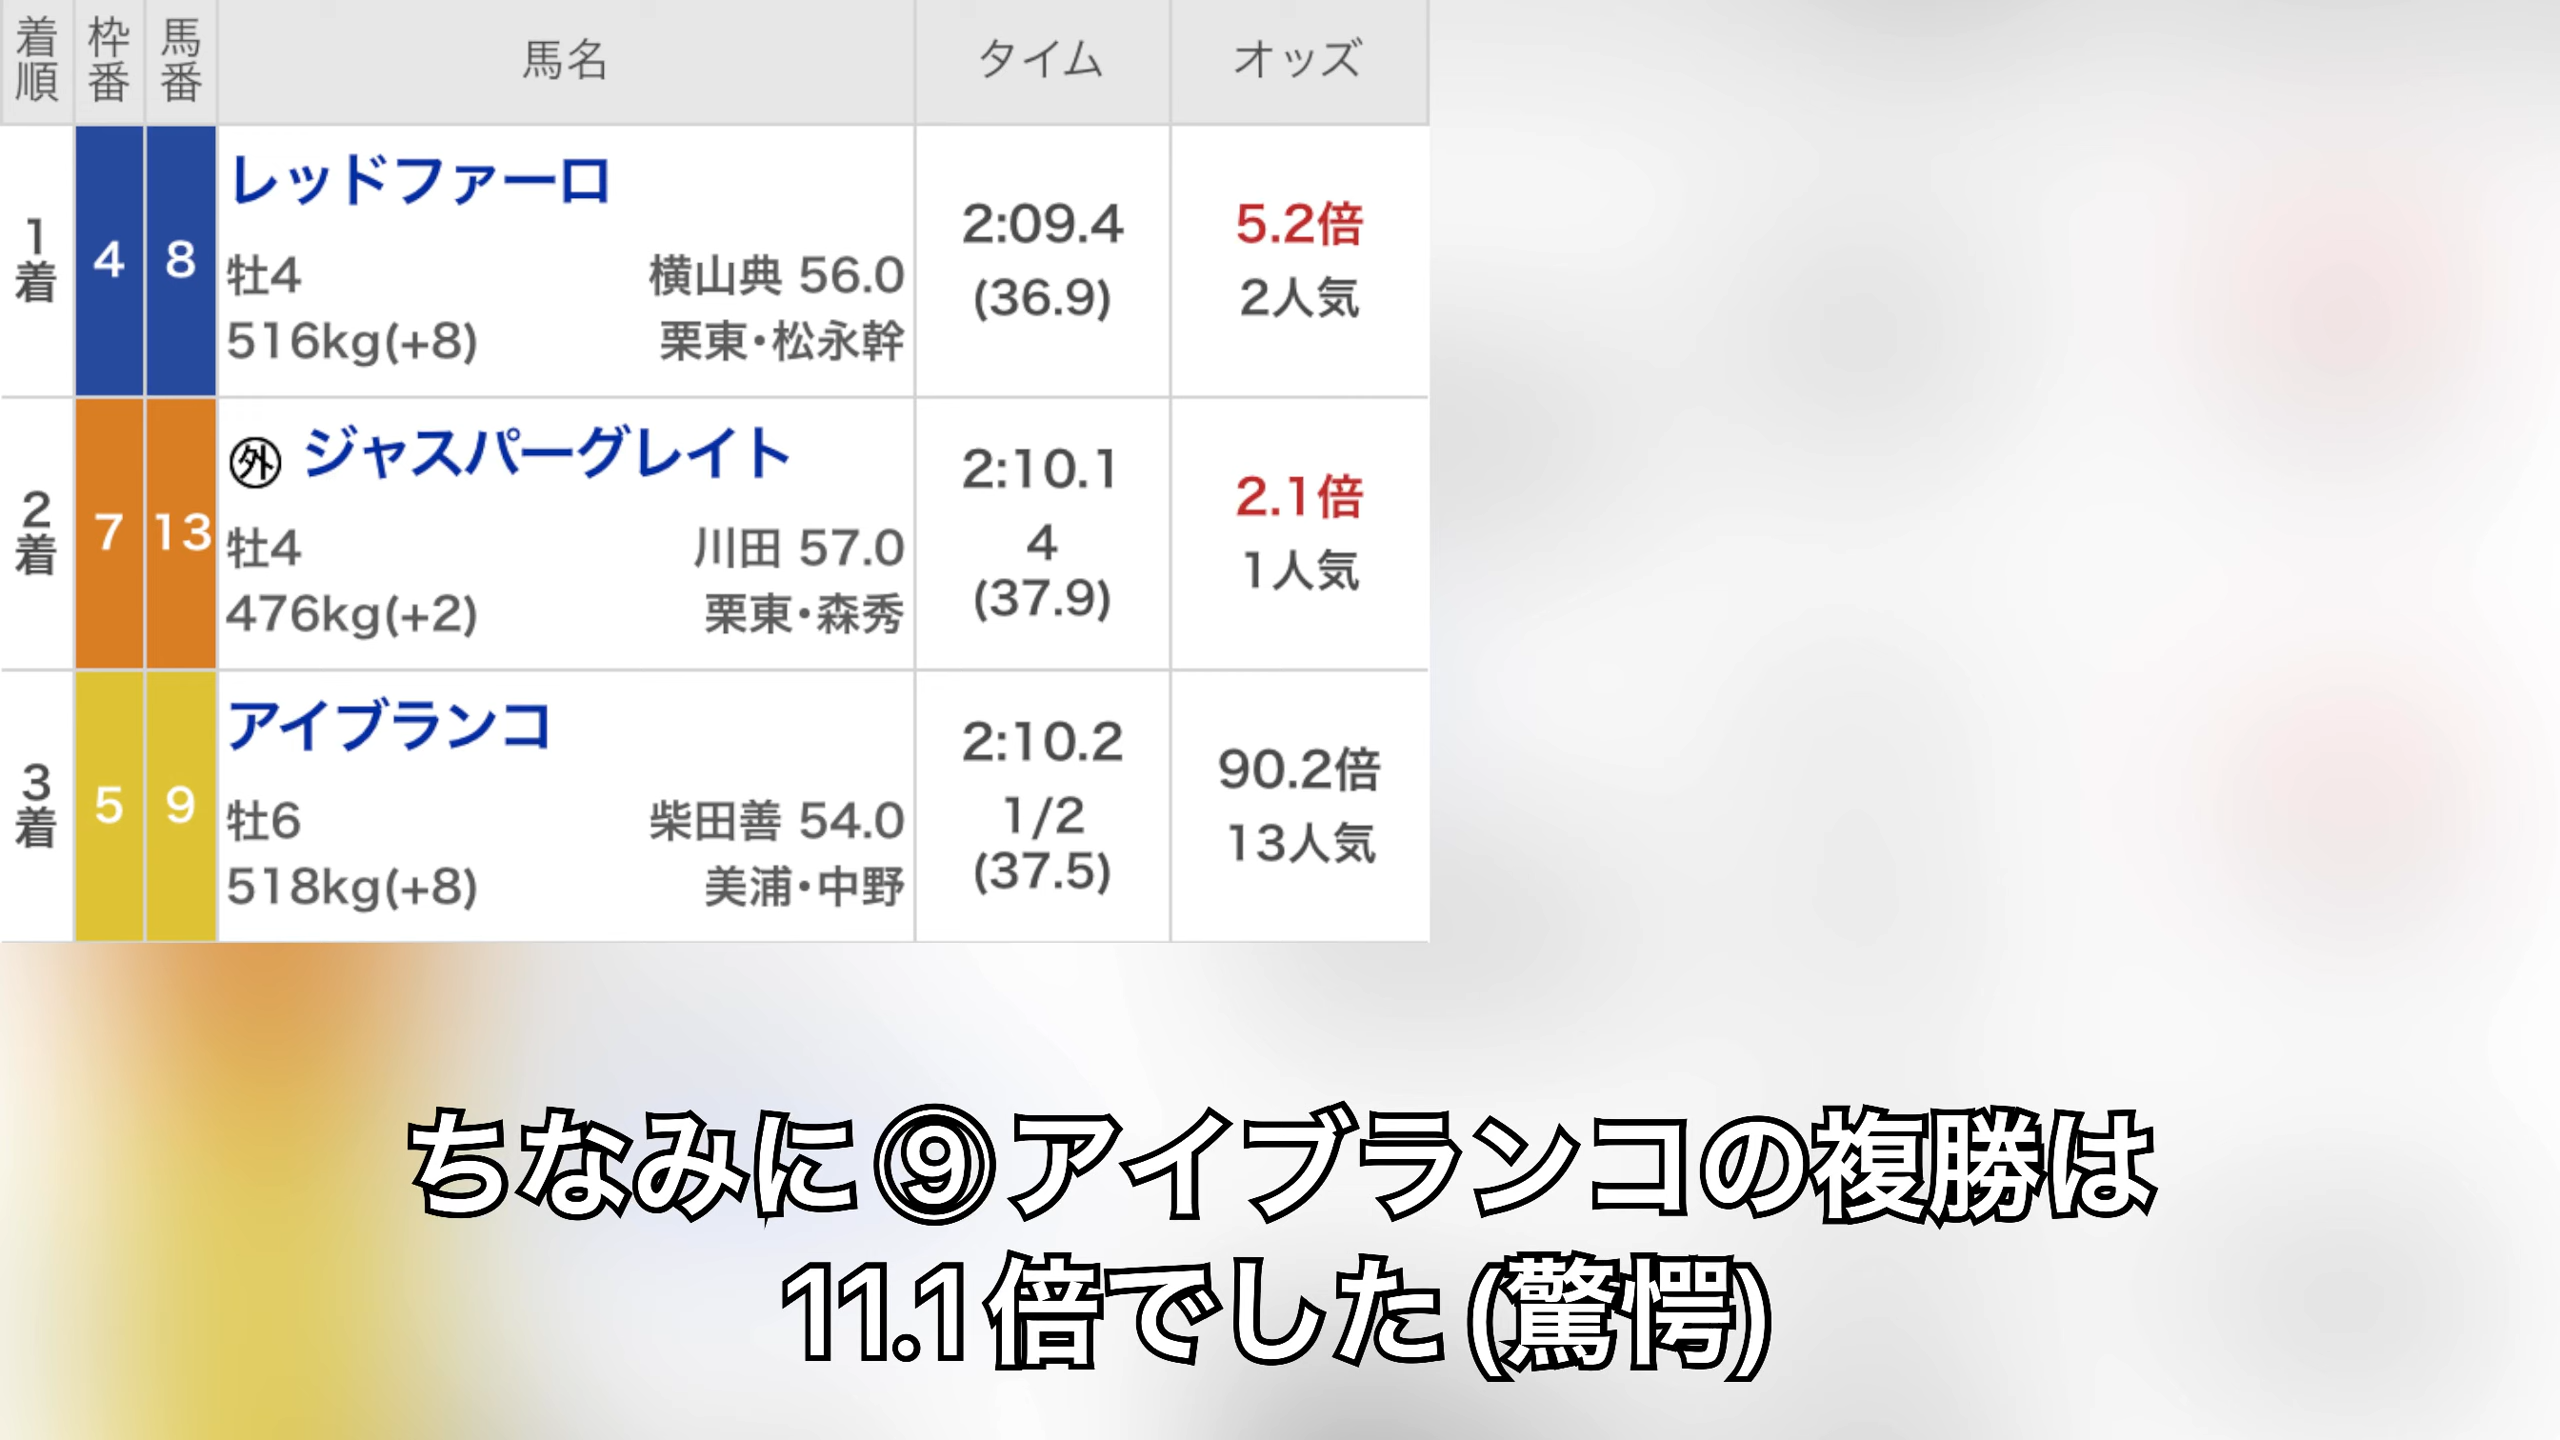 着順 枠番 馬番 馬名 タイム オッズ
1着 4 8 レッドファーロ
牡4 横山典 56.0
516kg(+8) 栗東・松永幹
2:09.4
(36.9)
5.2倍
2人気
2着 7 13 外 ジャスパーグレイト
牡4 川田 57.0
476kg(+2) 栗東・森秀
2:10.1
4
(37.9)
2.1倍
1人気
3着 5 9 アイブランコ
牡6 柴田善 54.0
518kg(+8) 美浦・中野
2:10.2
1/2
(37.5)
90.2倍
13人気
ちなみに⑨アイブランコの複勝は
11.1倍でした(驚愕)